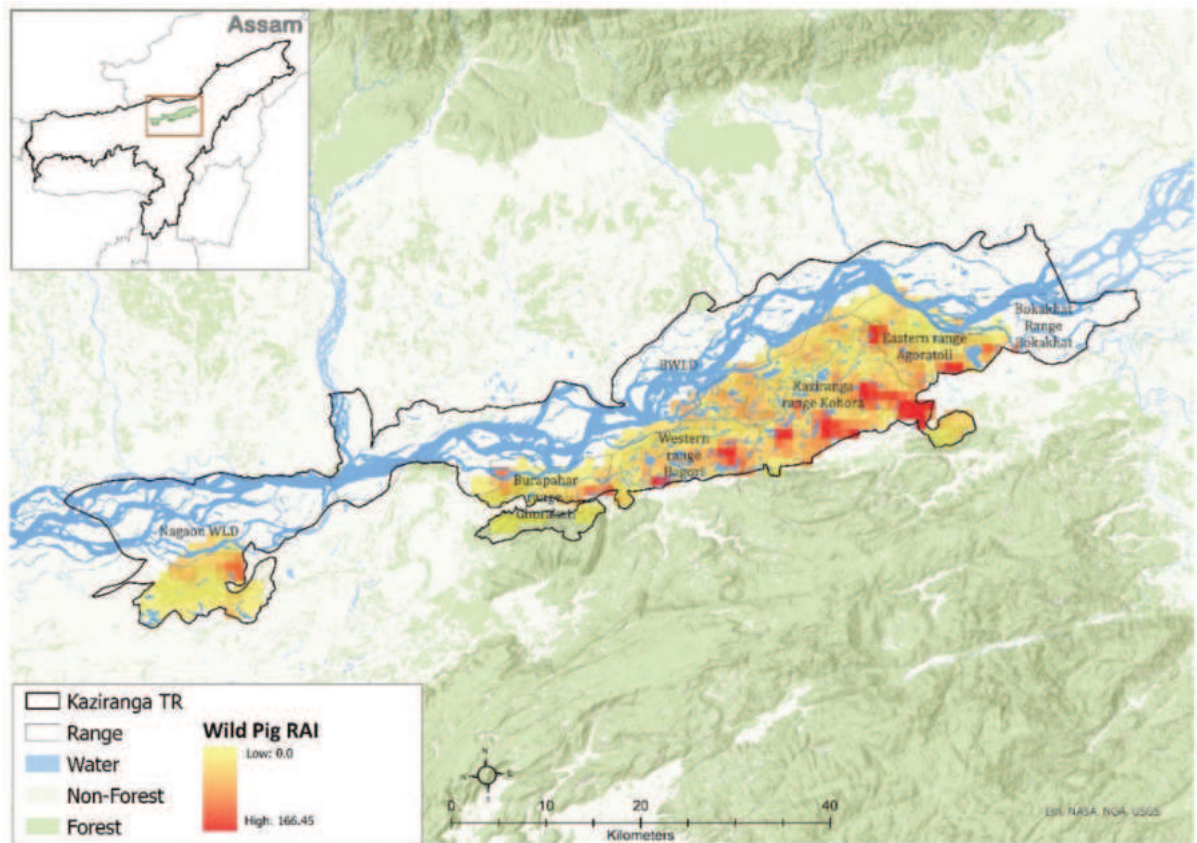 Assam
Bokakhat
Range
Bokakhat
Eastern range
Agoratoli
BWLD
Kaziranga
range Kohora
Western
range
Bagori
Burapahar
range
Ghorakati
Nagaon WLD
Kaziranga TR
Range
Water
Non-Forest
Forest
Wild Pig RAI
Low: 0.0
High: 166.45
N
0
20
40
Kilometers
Esri, NASA, NGA, USGS